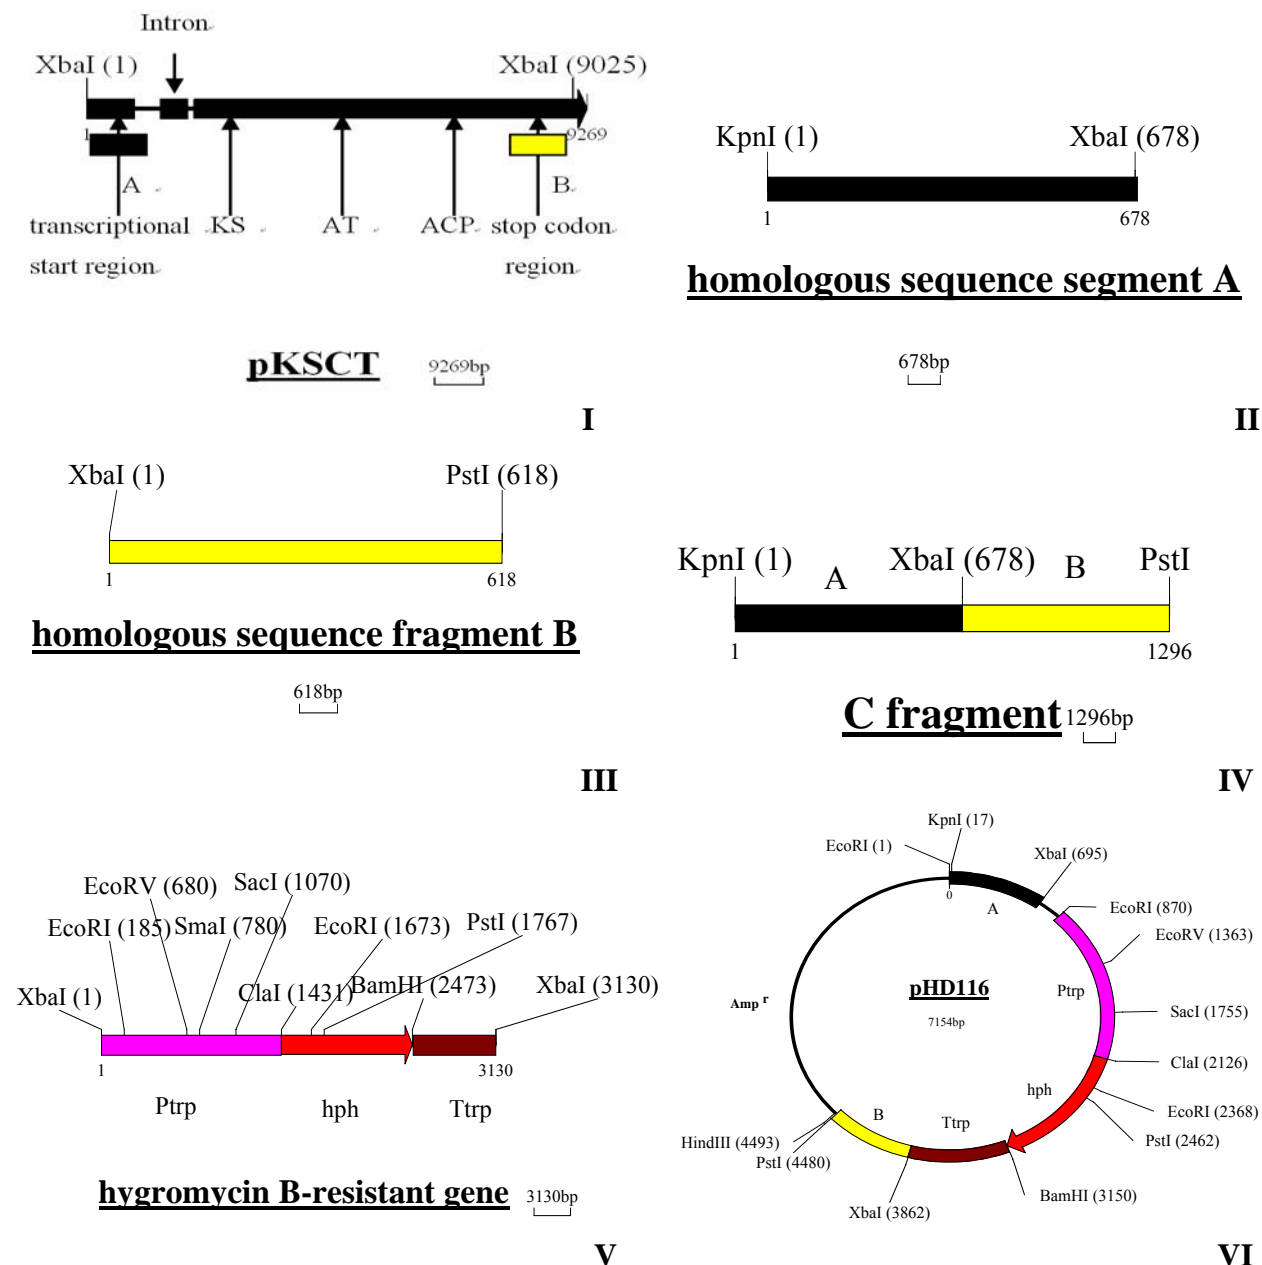 Intron
XbaI (1)
XbaI (9025)
1
9269
A
B
transcriptional
start region
KS
AT
ACP
stop codon
region
pKSCT
9269bp
I
KpnI (1)
XbaI (678)
1
678
homologous sequence segment A
678bp
II
XbaI (1)
PstI (618)
1
618
homologous sequence fragment B
618bp
III
KpnI (1)
A
XbaI (678)
B
PstI
1
1296
C fragment
1296bp
IV
EcoRV (680)
SacI (1070)
EcoRI (185)
SmaI (780)
EcoRI (1673)
PstI (1767)
XbaI (1)
ClaI (1431)
BamHI (2473)
XbaI (3130)
1
3130
Ptrp
hph
Ttrp
hygromycin B-resistant gene
3130bp
V
KpnI (17)
EcoRI (1)
XbaI (695)
0
A
EcoRI (870)
EcoRV (1363)
Ptrp
pHD116
7154bp
Amp r
SacI (1755)
ClaI (2126)
hph
EcoRI (2368)
B
Ttrp
HindIII (4493)
PstI (2462)
PstI (4480)
BamHI (3150)
XbaI (3862)
VI